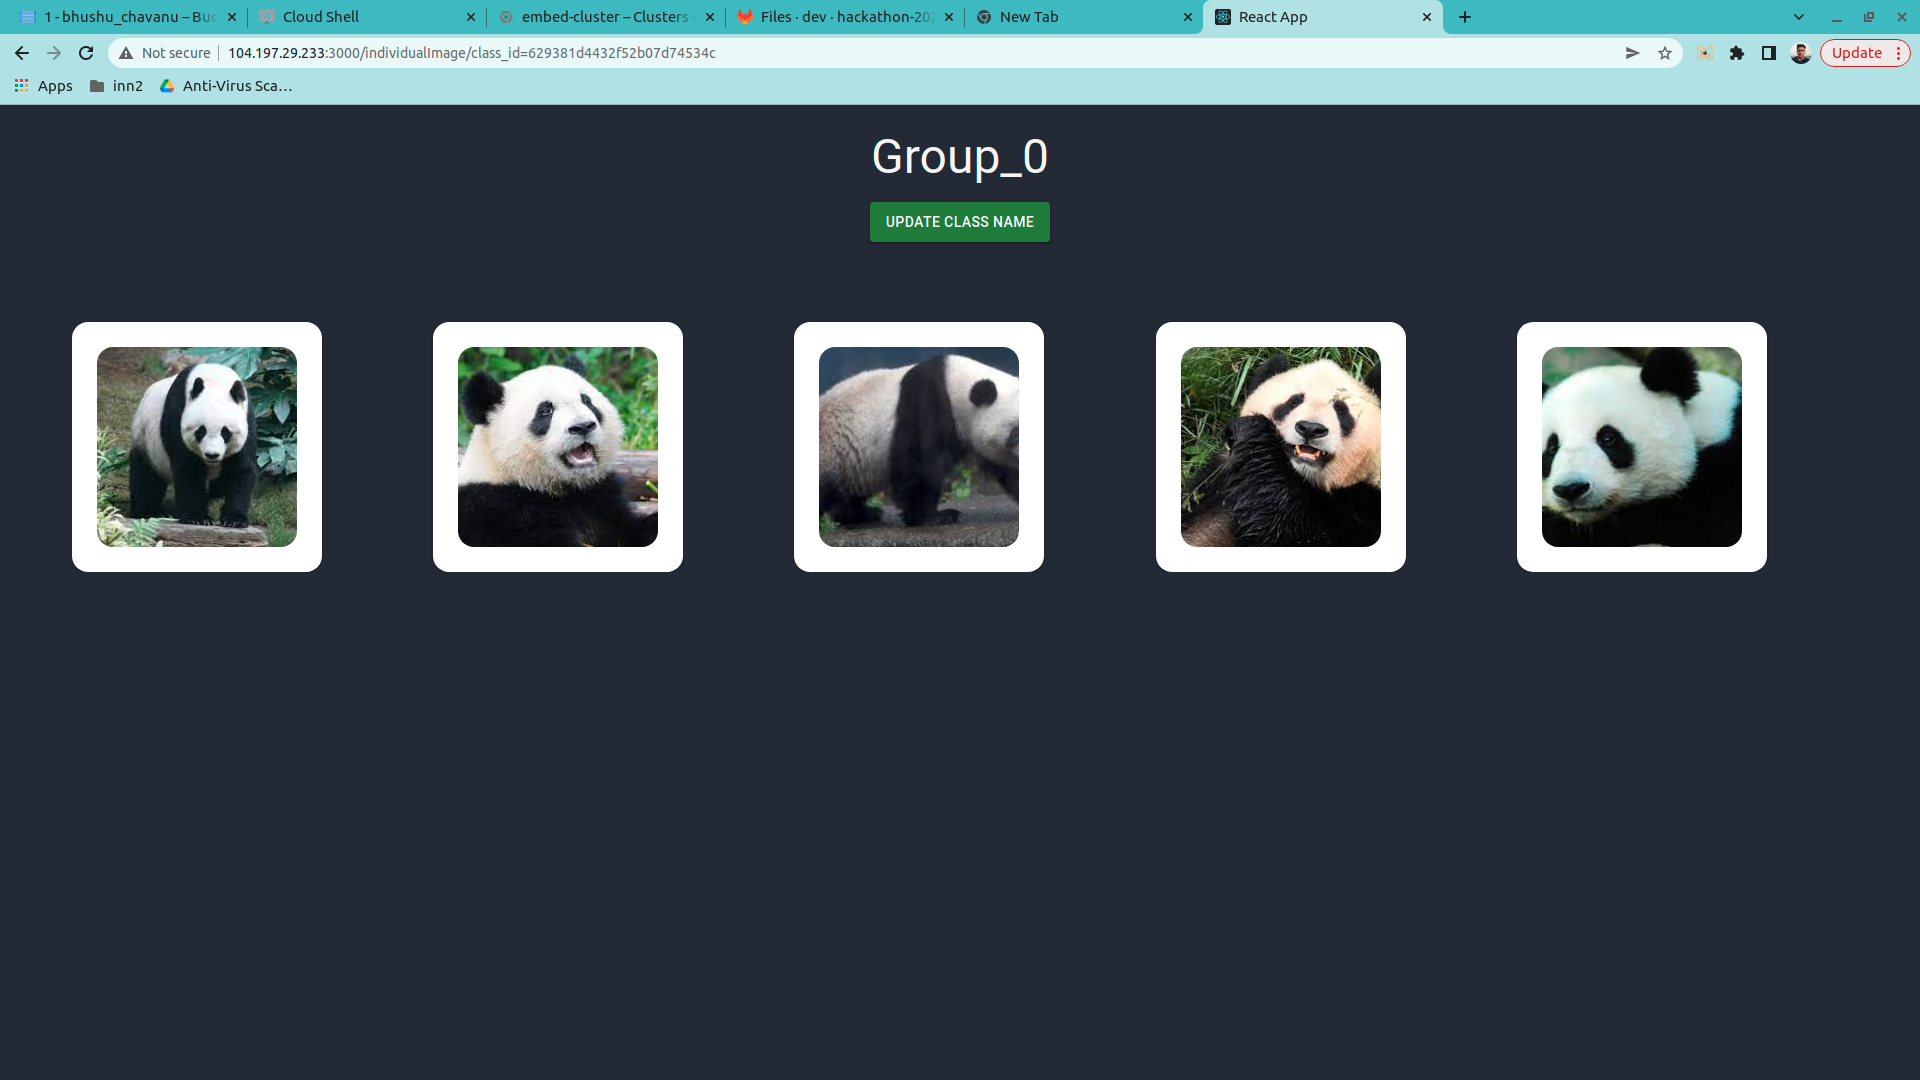 1 - bhushu_chavanu – Buc
Cloud Shell
embed-cluster – Clusters
Files · dev · hackathon-202
New Tab
React App
Not secure
104.197.29.233:3000/individualImage/class_id=629381d4432f52b07d74534c
Update
Apps
inn2
Anti-Virus Sca...
Group_0
UPDATE CLASS NAME